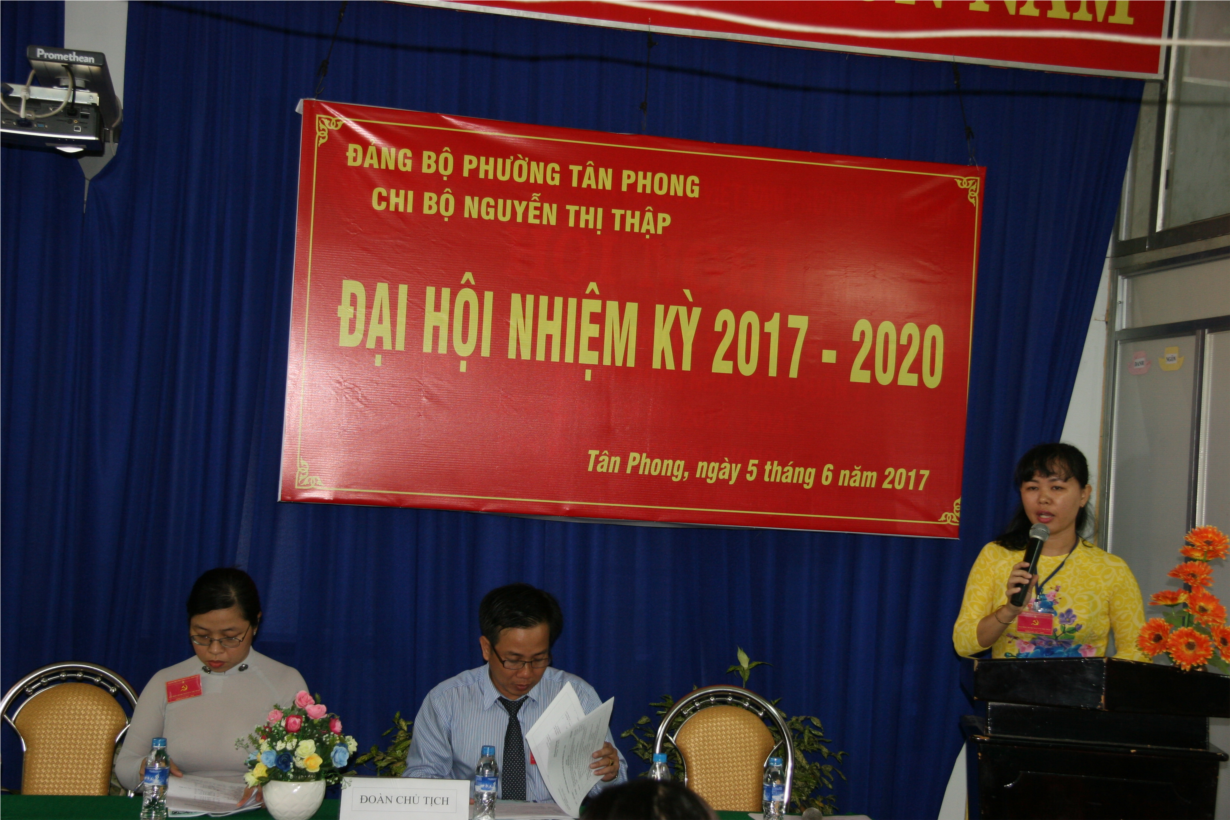 NĂM
Promethean
ĐẢNG BỘ PHƯỜNG TÂN PHONG
CHI BỘ NGUYỄN THỊ THẬP
ĐẠI HỘI NHIỆM KỲ 2017 - 2020
Tân Phong, ngày 5 tháng 6 năm 2017
ĐOÀN CHỦ TỊCH